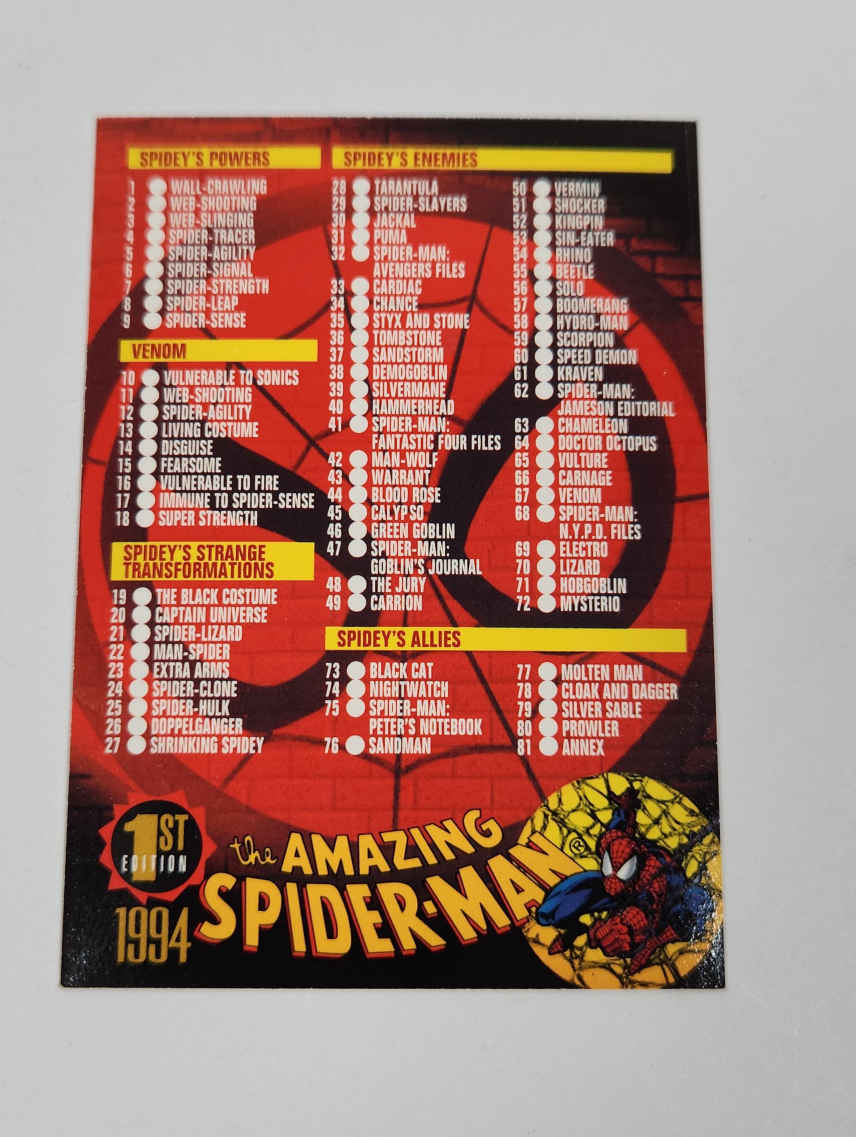 SPIDEY'S POWERS
1 WALL-CRAWLING
2 WEB-SHOOTING
3 WEB-SLINGING
4 SPIDER-TRACER
5 SPIDER-AGILITY
6 SPIDER-SIGNAL
7 SPIDER-STRENGTH
8 SPIDER-LEAP
9 SPIDER-SENSE
VENOM
10 VULNERABLE TO SONICS
11 WEB-SHOOTING
12 SPIDER-AGILITY
13 LIVING COSTUME
14 DISGUISE
15 FEARSOME
16 VULNERABLE TO FIRE
17 IMMUNE TO SPIDER-SENSE
18 SUPER STRENGTH
SPIDEY'S STRANGE
TRANSFORMATIONS
19 THE BLACK COSTUME
20 CAPTAIN UNIVERSE
21 SPIDER-LIZARD
22 MAN-SPIDER
23 EXTRA ARMS
24 SPIDER-CLONE
25 SPIDER-HULK
26 DOPPELGANGER
27 SHRINKING SPIDEY
SPIDEY'S ENEMIES
28 TARANTULA
29 SPIDER-SLAYERS
30 JACKAL
31 PUMA
32 SPIDER-MAN:
AVENGERS FILES
33 CARDIAC
34 CHANCE
35 STYX AND STONE
36 TOMBSTONE
37 SANDSTORM
38 DEMOGOBLIN
39 SILVERMANE
40 HAMMERHEAD
41 SPIDER-MAN:
FANTASTIC FOUR FILES
42 MAN-WOLF
43 WARRANT
44 BLOOD ROSE
45 CALYPSO
46 GREEN GOBLIN
47 SPIDER-MAN:
GOBLIN'S JOURNAL
48 THE JURY
49 CARRION
50 VERMIN
51 SHOCKER
52 KINGPIN
53 SIN-EATER
54 RHINO
55 BEETLE
56 SOLO
57 BOOMERANG
58 HYDRO-MAN
59 SCORPION
60 SPEED DEMON
61 KRAVEN
62 SPIDER-MAN:
JAMESON EDITORIAL
63 CHAMELEON
64 DOCTOR OCTOPUS
65 VULTURE
66 CARNAGE
67 VENOM
68 SPIDER-MAN:
N.Y.P.D. FILES
69 ELECTRO
70 LIZARD
71 HOBGOBLIN
72 MYSTERIO
SPIDEY'S ALLIES
73 BLACK CAT
74 NIGHTWATCH
75 SPIDER-MAN:
PETER'S NOTEBOOK
76 SANDMAN
77 MOLTEN MAN
78 CLOAK AND DAGGER
79 SILVER SABLE
80 PROWLER
81 ANNEX
1ST
EDITION
1994
the AMAZING
SPIDER-MAN®